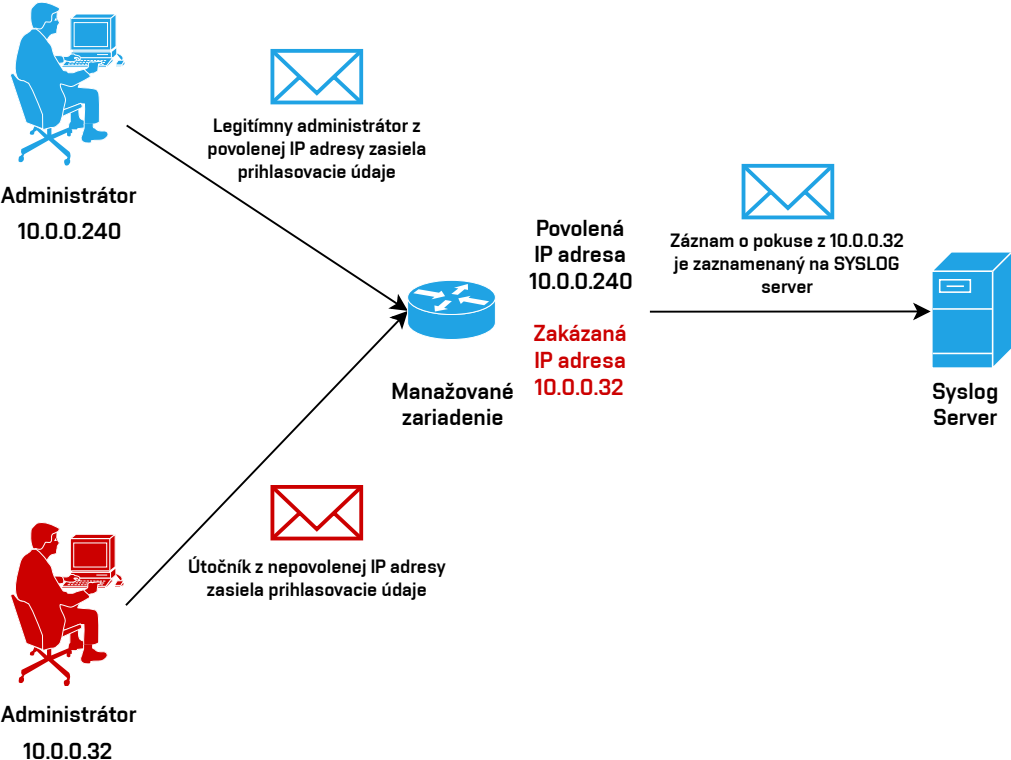 Legitímny administrátor z
povolenej IP adresy zasiela
prihlasovacie údaje
Administrátor
10.0.0.240
Povolená
IP adresa
10.0.0.240
Zakázaná
IP adresa
10.0.0.32
Záznam o pokuse z 10.0.0.32
je zaznamenaný na SYSLOG
server
Manažované
zariadenie
Syslog
Server
Útočník z nepovolenej IP adresy
zasiela prihlasovacie údaje
Administrátor
10.0.0.32